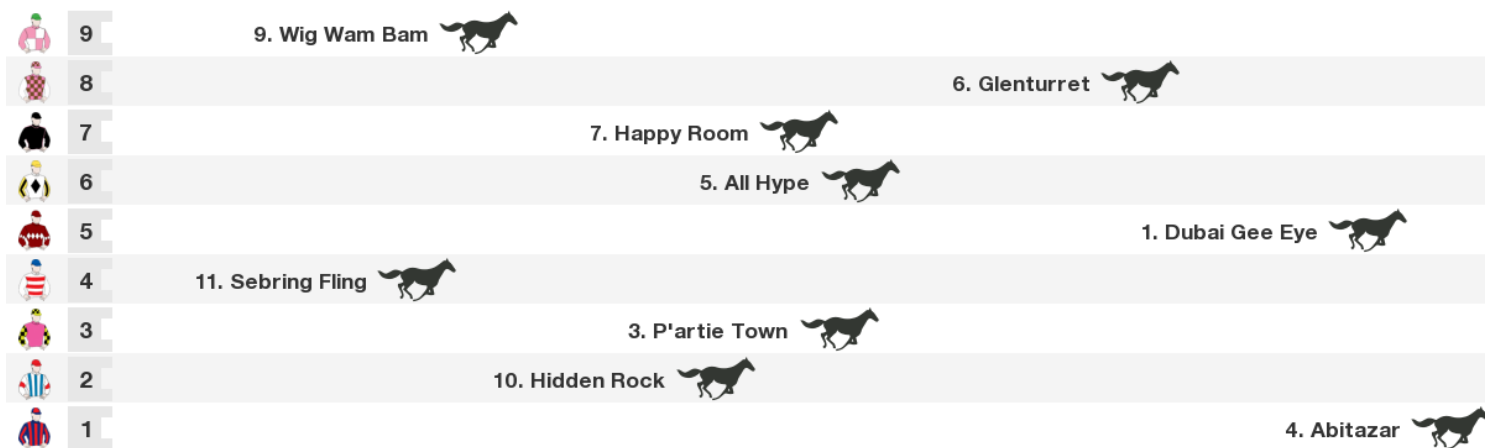 9 9. Wig Wam Bam
8 6. Glenturret
7 7. Happy Room
6 5. All Hype
5 1. Dubai Gee Eye
4 11. Sebring Fling
3 3. P'artie Town
2 10. Hidden Rock
1 4. Abitazar